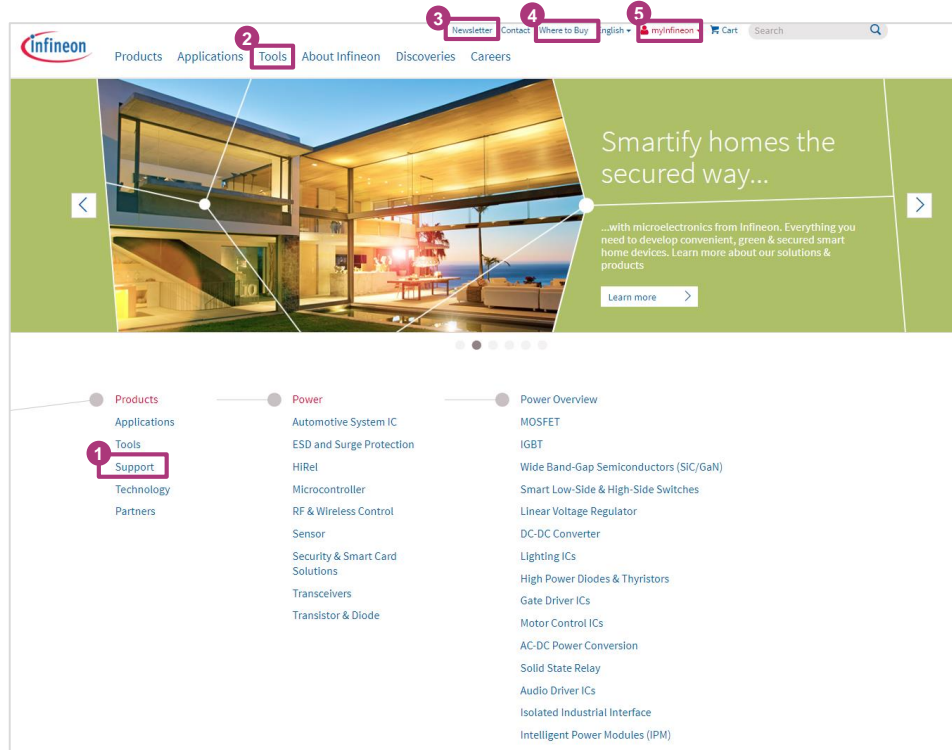 3
4
5
Newsletter Contact Where to Buy English myInfineon Cart Search
infineon
2
Products Applications Tools About Infineon Discoveries Careers
Smartify homes the
secured way...
...with microelectronics from Infineon. Everything you
need to develop convenient, green & secured smart
home devices. Learn more about our solutions &
products
Learn more
Products
Applications
Tools
1
Support
Technology
Partners
Power
Automotive System IC
ESD and Surge Protection
HiRel
Microcontroller
RF & Wireless Control
Sensor
Security & Smart Card
Solutions
Transceivers
Transistor & Diode
Power Overview
MOSFET
IGBT
Wide Band-Gap Semiconductors (SiC/GaN)
Smart Low-Side & High-Side Switches
Linear Voltage Regulator
DC-DC Converter
Lighting ICs
High Power Diodes & Thyristors
Gate Driver ICs
Motor Control ICs
AC-DC Power Conversion
Solid State Relay
Audio Driver ICs
Isolated Industrial Interface
Intelligent Power Modules (IPM)